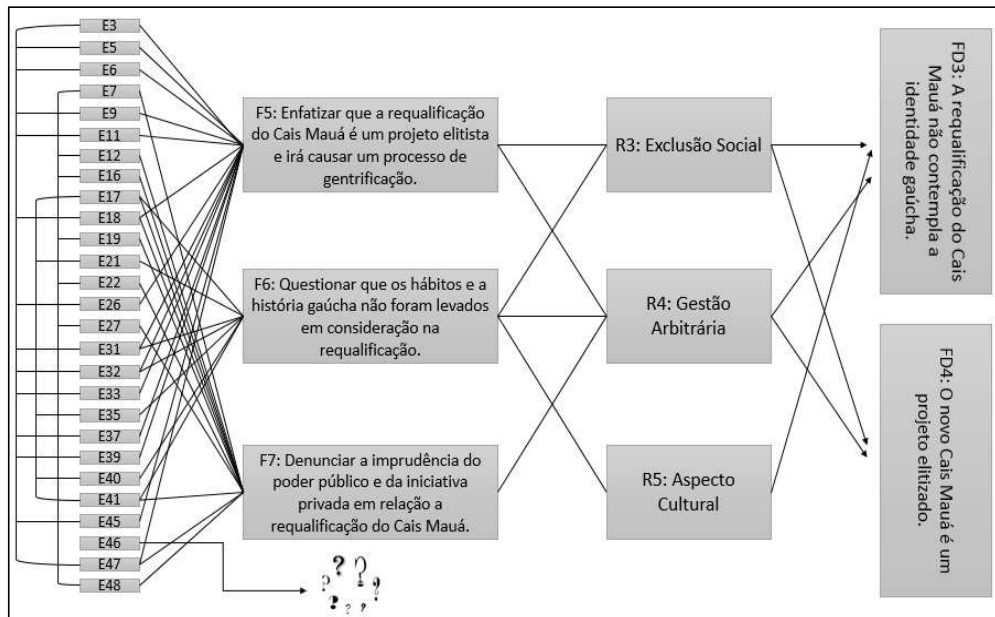 E3
E5
E6
E7
E9
E11
E12
E16
E17
E18
E19
E21
E22
E26
E27
E31
E32
E33
E35
E37
E39
E40
E41
E45
E46
E47
E48
F5: Enfatizar que a requalificação
do Cais Mauá é um projeto elitista
e irá causar um processo de
gentrificação.
F6: Questionar que os hábitos e a
história gaúcha não foram levados
em consideração na
requalificação.
F7: Denunciar a imprudência do
poder público e da iniciativa
privada em relação a
requalificação do Cais Mauá.
? ? ? ? ? ? ? ?
R3: Exclusão Social
R4: Gestão
Arbitrária
R5: Aspecto
Cultural
FD3: A requalificação do Cais
Mauá não contempla a
identidade gaúcha.
FD4: O novo Cais Mauá é um
projeto elitizado.